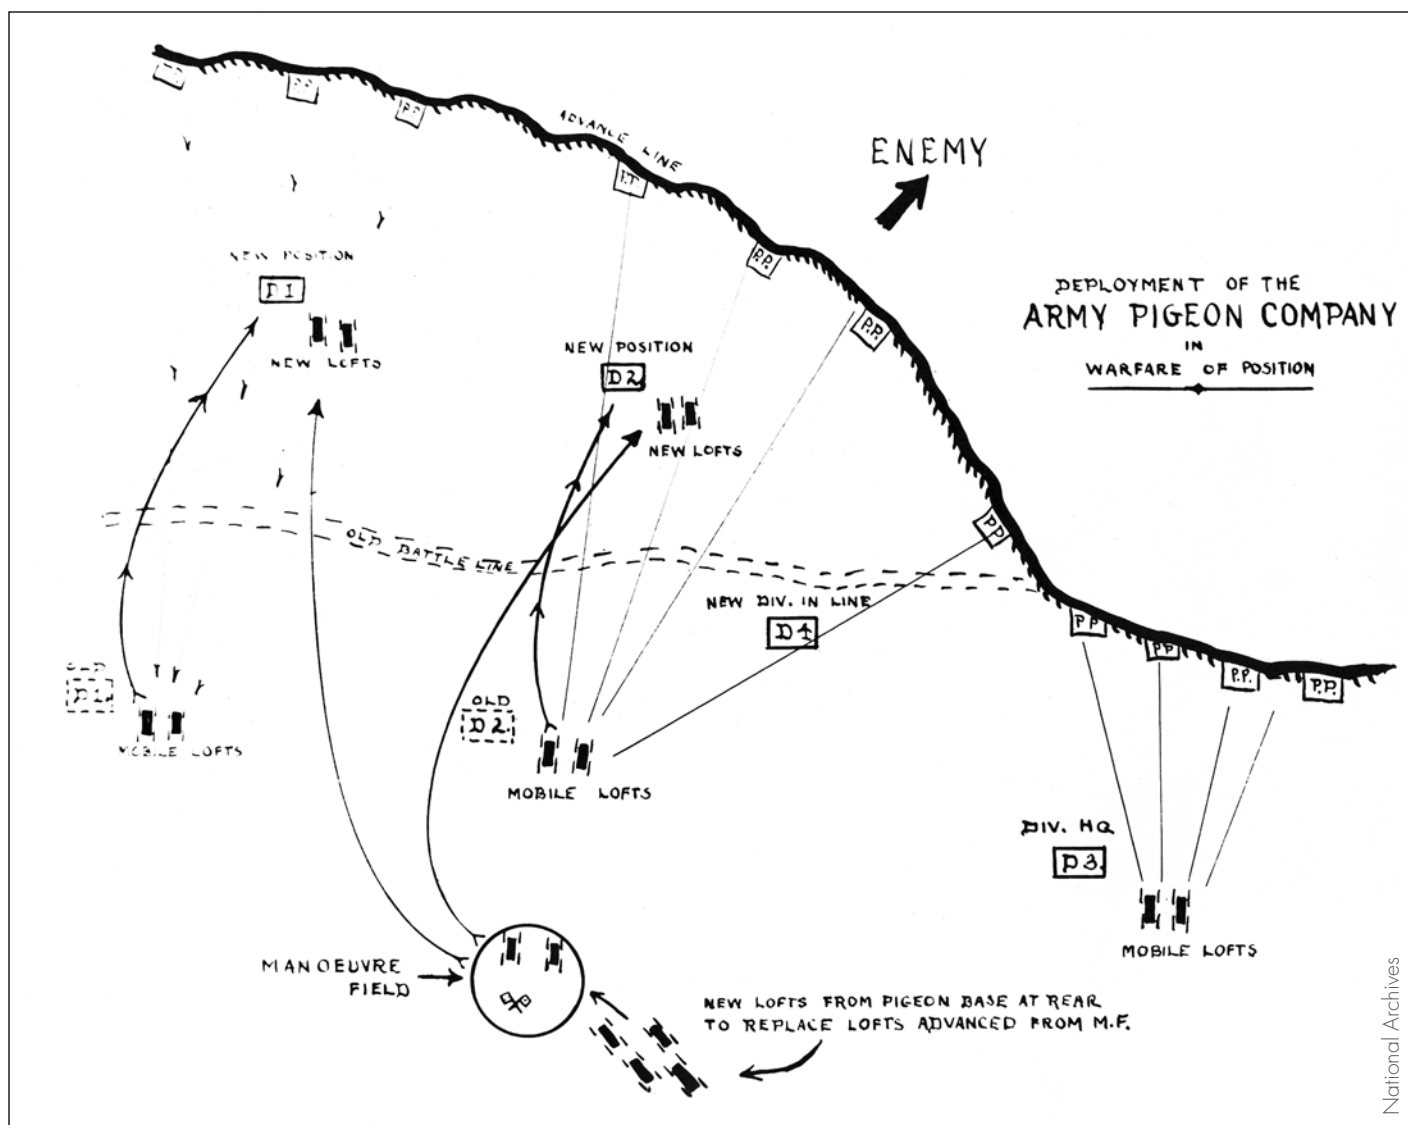 P.P.
P.P.
P.P.
ADVANCE LINE
P.P.
ENEMY
P.P.
NEW POSITION
D1
NEW LOFTS
DEPLOYMENT OF THE
ARMY PIGEON COMPANY
IN
WARFARE OF POSITION
P.P.
NEW POSITION
D2
NEW LOFTS
OLD BATTLE LINE
PP
NEW DIV. IN LINE
D4
PP
PP
P.P.
P.P.
OLD
D1
MOBILE LOFTS
OLD
D2
MOBILE LOFTS
DIV. HQ
D3
MOBILE LOFTS
MANOEUVRE
FIELD
NEW LOFTS FROM PIGEON BASE AT REAR
TO REPLACE LOFTS ADVANCED FROM M.F.
National Archives